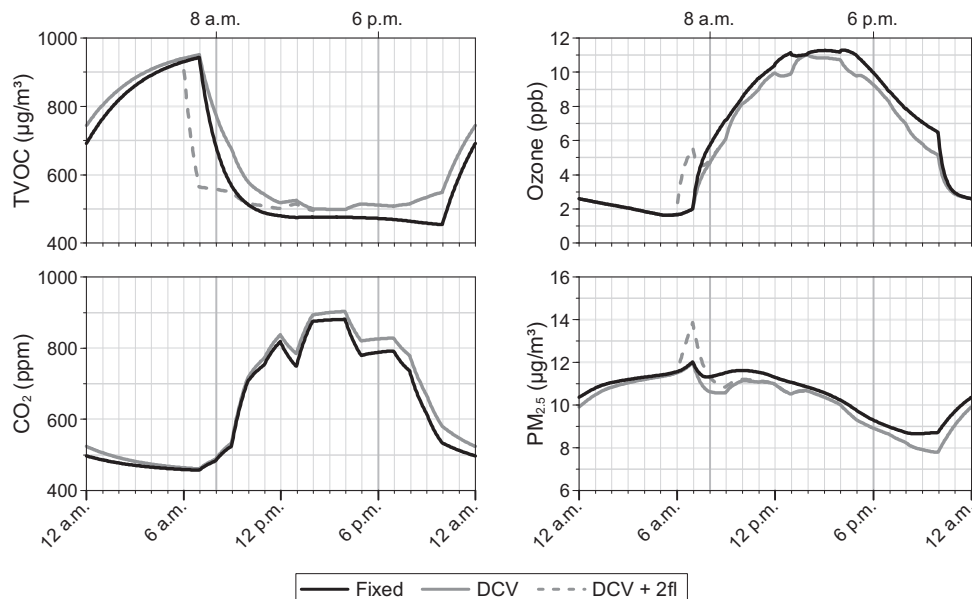 8 a.m. 6 p.m. 8 a.m. 6 p.m.
1000
800
600
400
TVOC (µg/m³)
12
10
8
6
4
2
0
Ozone (ppb)
1000
800
600
400
CO₂ (ppm)
12 a.m. 6 a.m. 12 p.m. 6 p.m. 12 a.m.
16
14
12
10
8
6
PM₂.₅ (µg/m³)
12 a.m. 6 a.m. 12 p.m. 6 p.m. 12 a.m.
Fixed DCV DCV + 2fl